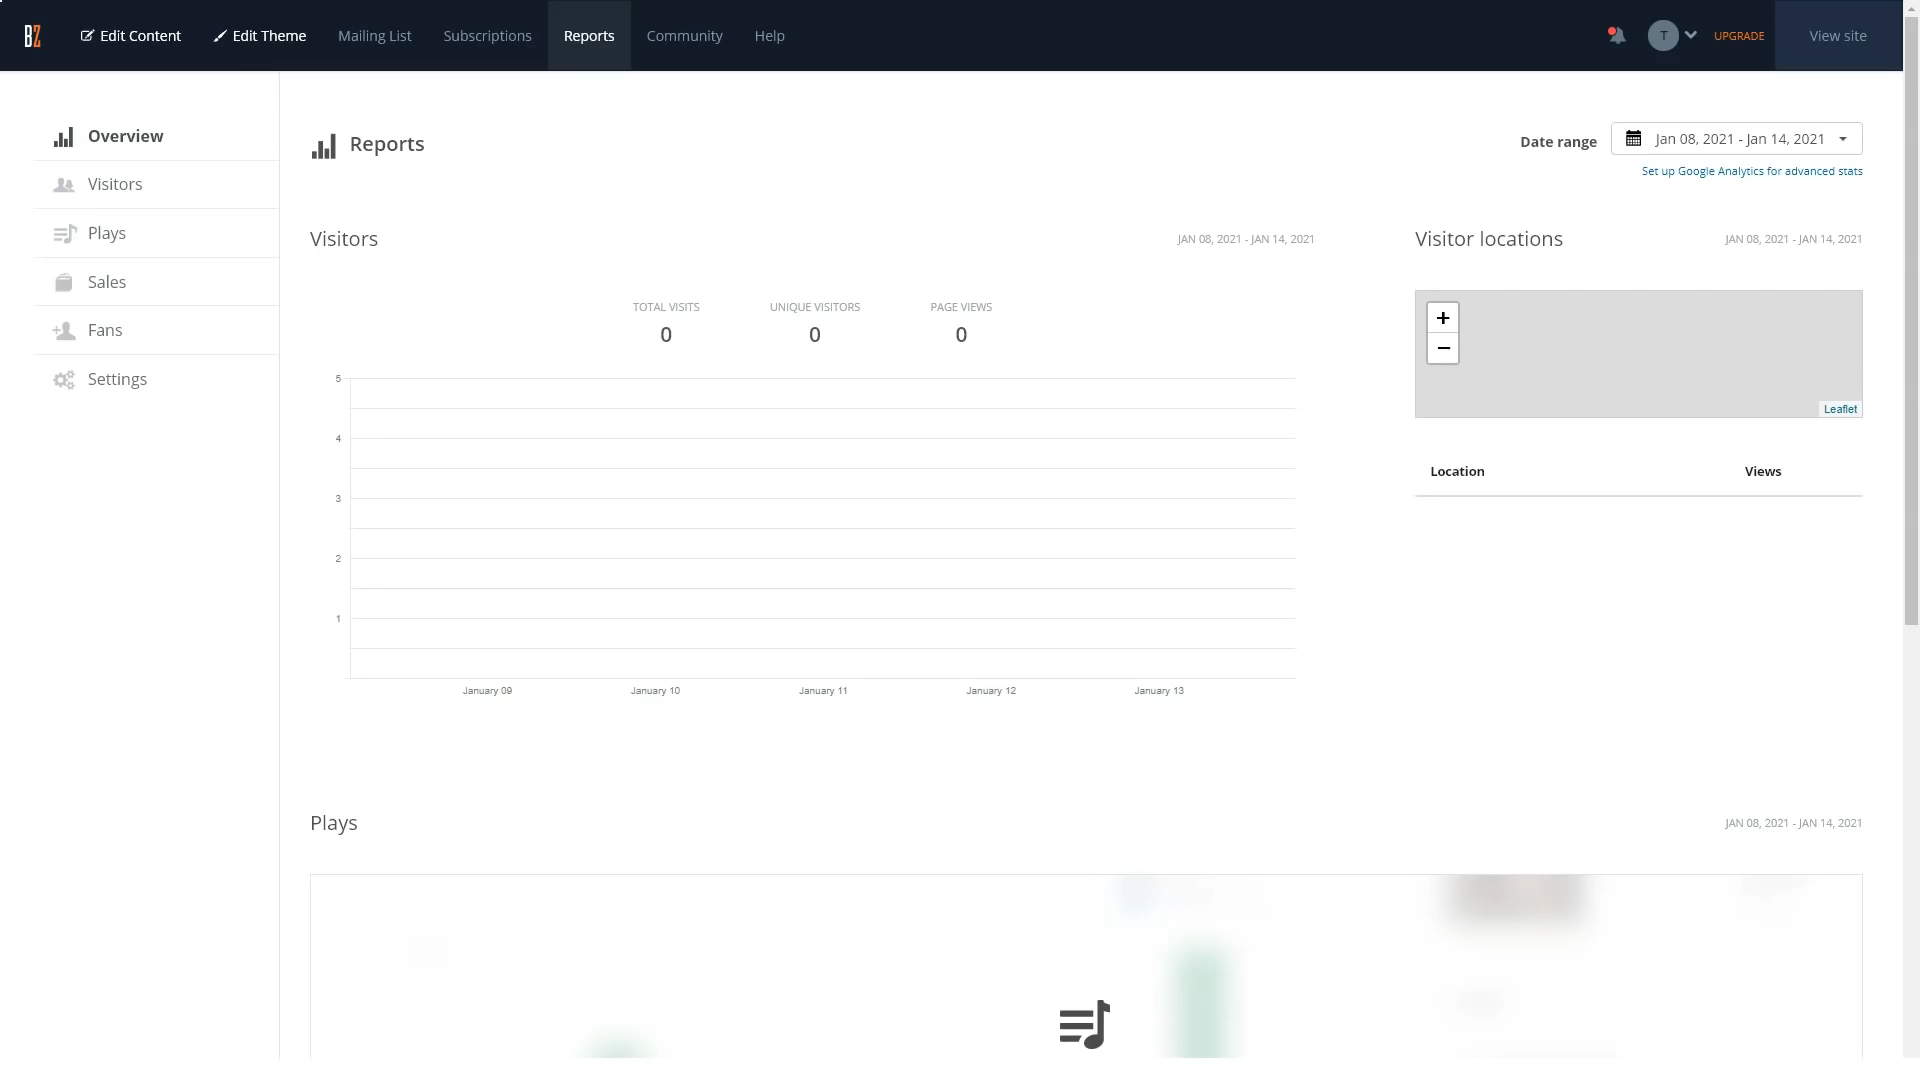 BZ
Edit Content
Edit Theme
Mailing List
Subscriptions
Reports
Community
Help
T
UPGRADE
View site
Overview
Visitors
Plays
Sales
Fans
Settings
Reports
Date range
Jan 08, 2021 - Jan 14, 2021
Set up Google Analytics for advanced stats
Visitors
JAN 08, 2021 - JAN 14, 2021
TOTAL VISITS
0
UNIQUE VISITORS
0
PAGE VIEWS
0
5
4
3
2
1
January 09
January 10
January 11
January 12
January 13
Visitor locations
JAN 08, 2021 - JAN 14, 2021
+
−
Leaflet
Location Views
Plays
JAN 08, 2021 - JAN 14, 2021